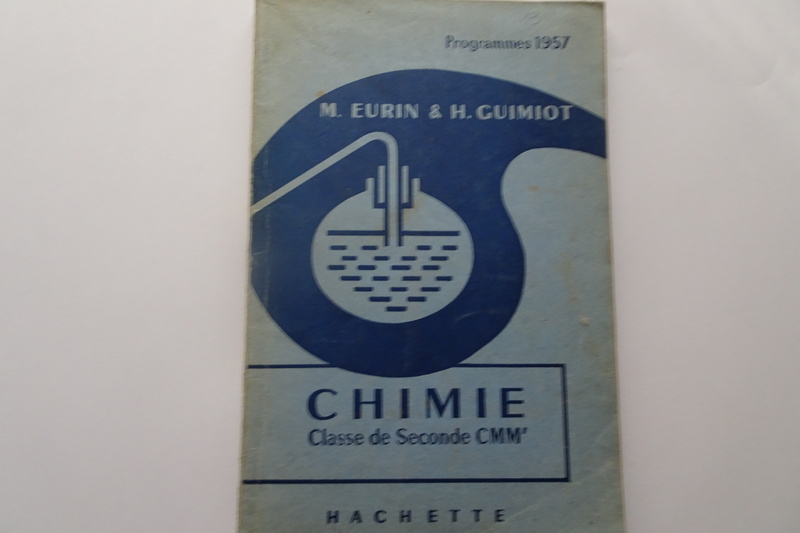 Programmes 1957
M. EURIN & H. GUIMIOT
CHIMIE
Classe de Seconde CMM'
HACHETTE